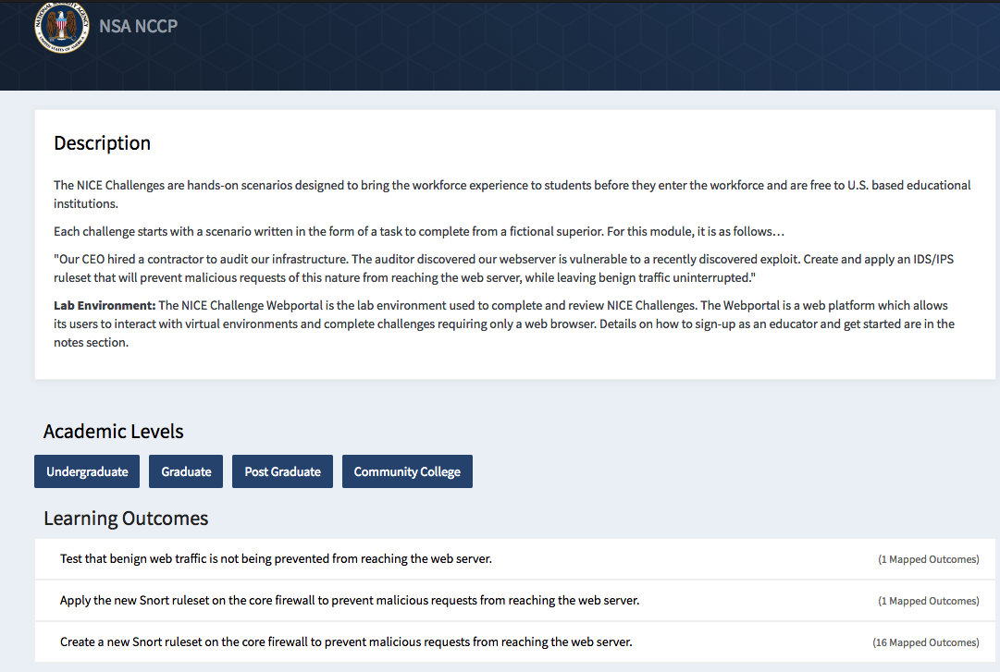 NATIONAL SECURITY AGENCY
UNITED STATES OF AMERICA
NSA NCCP
Description
The NICE Challenges are hands-on scenarios designed to bring the workforce experience to students before they enter the workforce and are free to U.S. based educational
institutions.
Each challenge starts with a scenario written in the form of a task to complete from a fictional superior. For this module, it is as follows…
"Our CEO hired a contractor to audit our infrastructure. The auditor discovered our webserver is vulnerable to a recently discovered exploit. Create and apply an IDS/IPS
ruleset that will prevent malicious requests of this nature from reaching the web server, while leaving benign traffic uninterrupted."
Lab Environment: The NICE Challenge Webportal is the lab environment used to complete and review NICE Challenges. The Webportal is a web platform which allows
its users to interact with virtual environments and complete challenges requiring only a web browser. Details on how to sign-up as an educator and get started are in the
notes section.
Academic Levels
Undergraduate
Graduate
Post Graduate
Community College
Learning Outcomes
Test that benign web traffic is not being prevented from reaching the web server.
(1 Mapped Outcomes)
Apply the new Snort ruleset on the core firewall to prevent malicious requests from reaching the web server.
(1 Mapped Outcomes)
Create a new Snort ruleset on the core firewall to prevent malicious requests from reaching the web server.
(16 Mapped Outcomes)